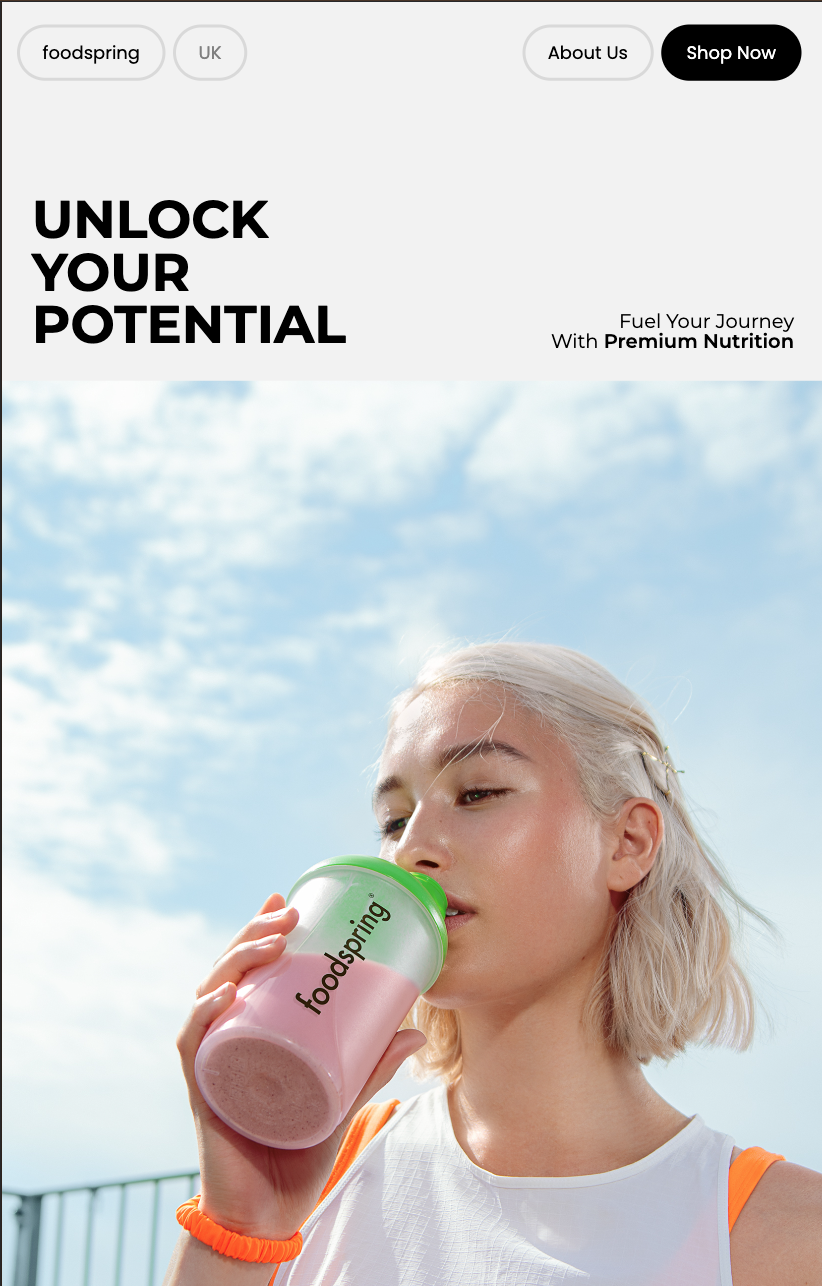 foodspring
UK
About Us
Shop Now
UNLOCK
YOUR
POTENTIAL
Fuel Your Journey
With Premium Nutrition
foodspring®